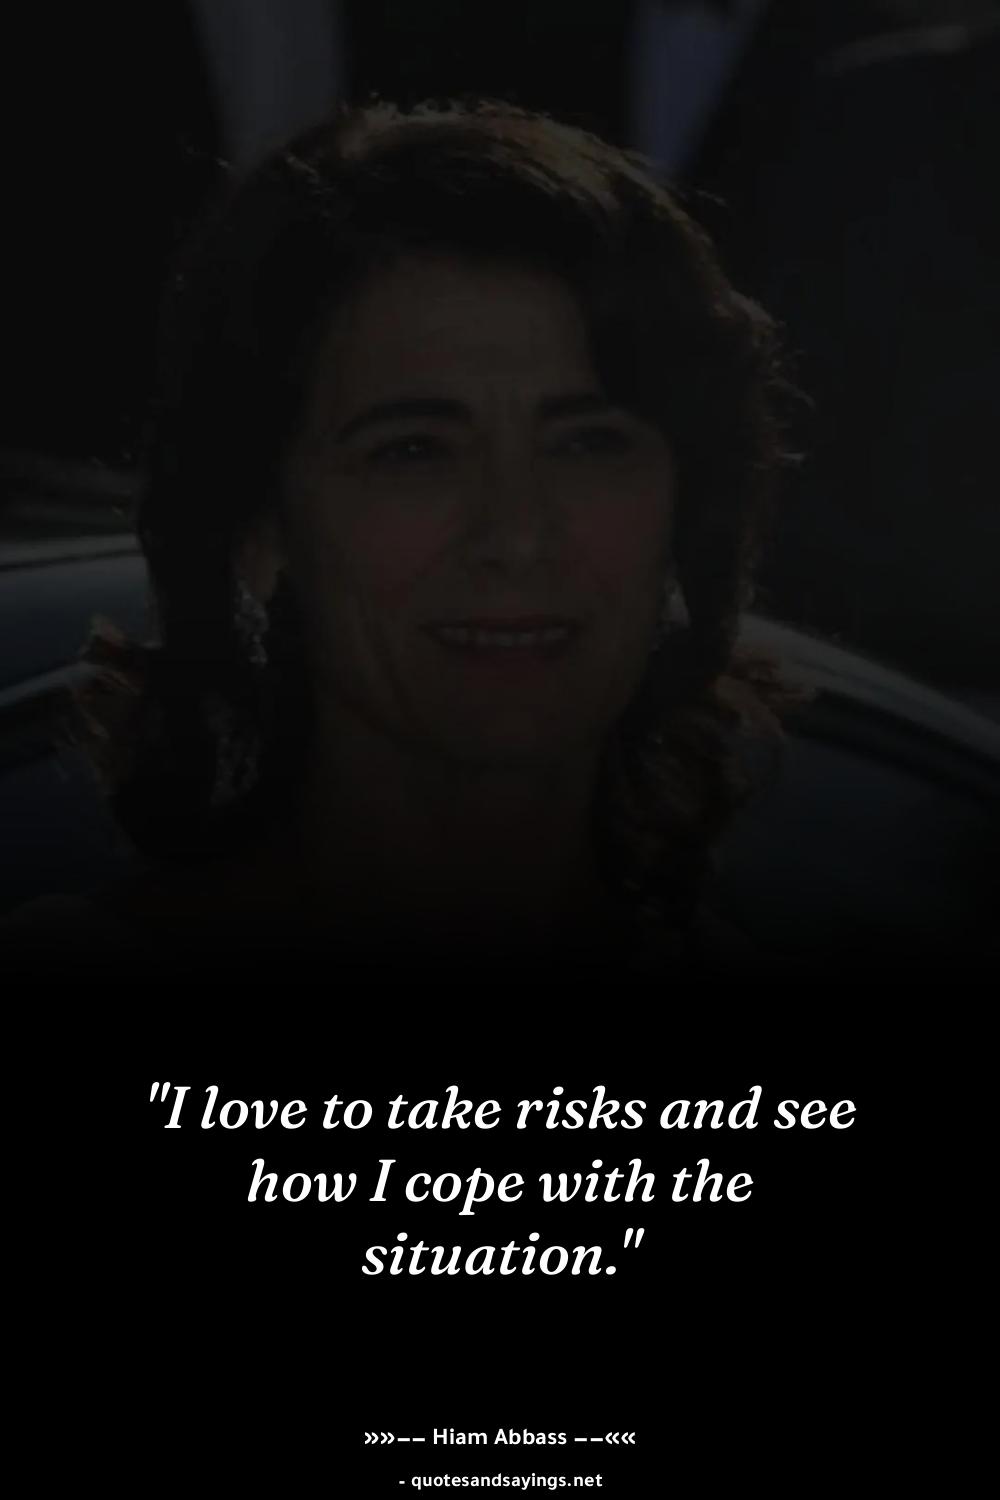 "I love to take risks and see
how I cope with the
situation."
»»–– Hiam Abbass ––««
- quotesandsayings.net